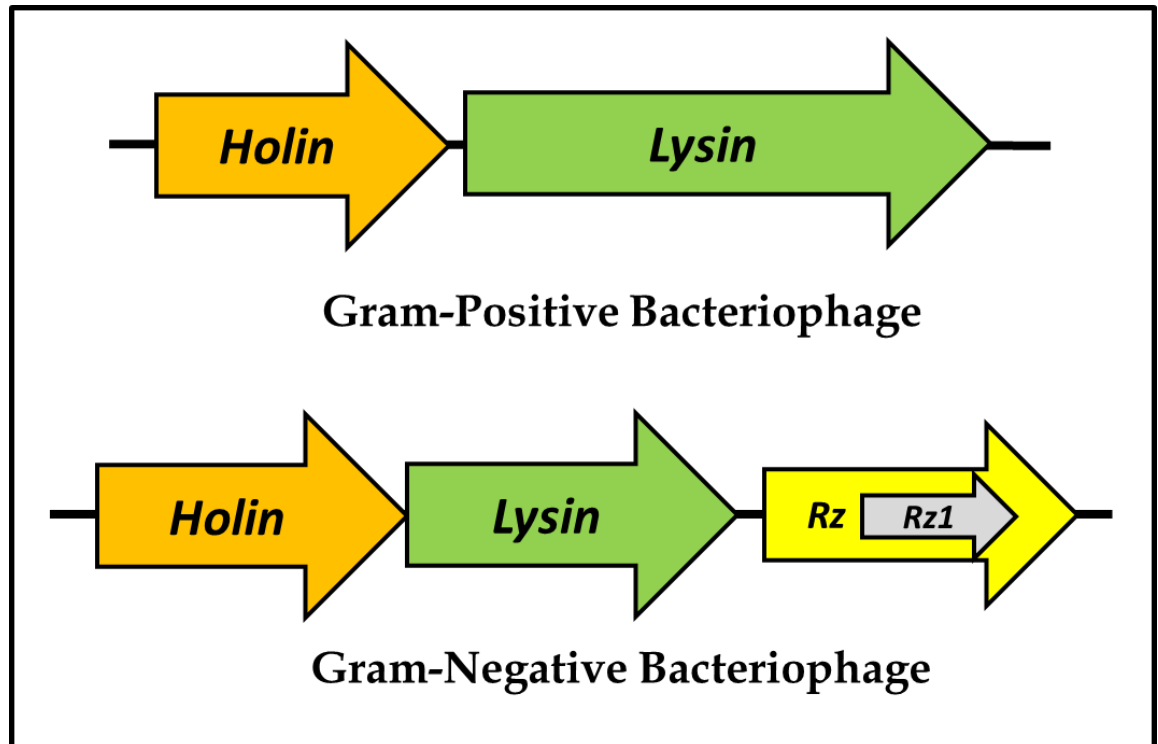 Holin Lysin
Gram-Positive Bacteriophage
Holin Lysin Rz Rz1
Gram-Negative Bacteriophage